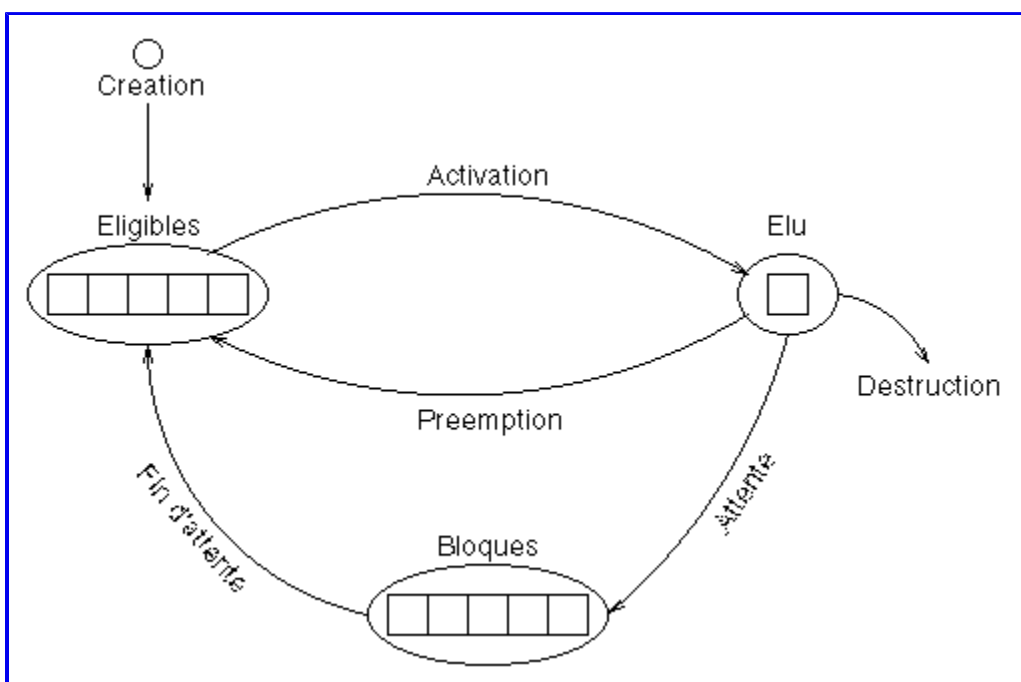 Creation
Activation
Eligibles
Elu
Destruction
Preemption
Fin d'attente
Attente
Bloques